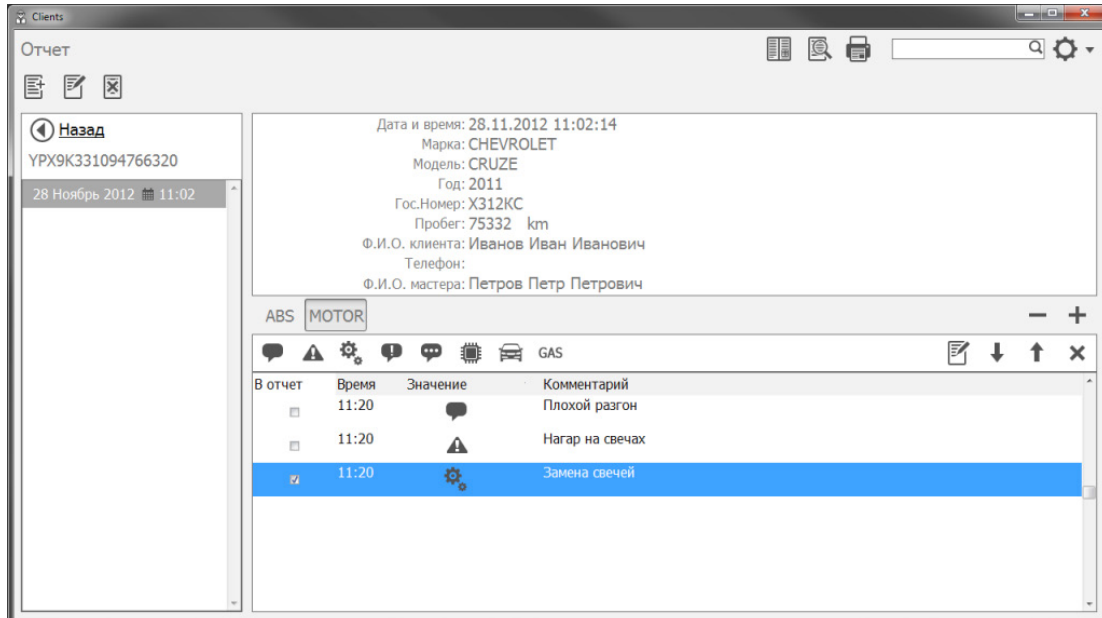 Clients
Отчет
Назад
YPX9K331094766320
28 Ноябрь 2012 11:02
Дата и время: 28.11.2012 11:02:14
Марка: CHEVROLET
Модель: CRUZE
Год: 2011
Гос.Номер: X312KC
Пробег: 75332 km
Ф.И.О. клиента: Иванов Иван Иванович
Телефон:
Ф.И.О. мастера: Петров Петр Петрович
ABS MOTOR
GAS
В отчет Время Значение Комментарий
11:20 Плохой разгон
11:20 Нагар на свечах
11:20 Замена свечей